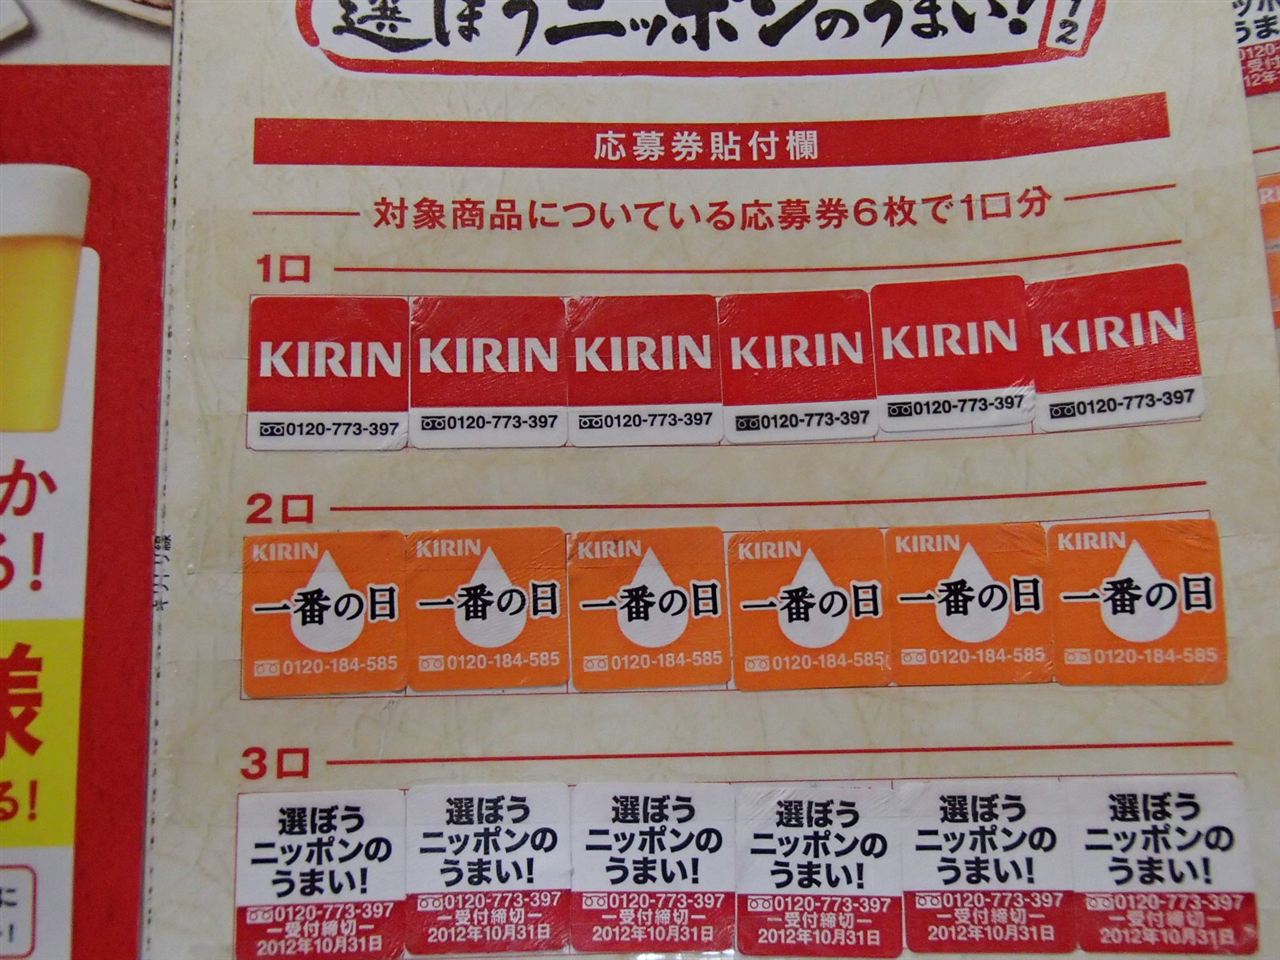 選ぼうニッポンのうまい!
応募券貼付欄
対象商品についている応募券6枚で1口分
1口
KIRIN KIRIN KIRIN KIRIN KIRIN KIRIN
0120-773-397 0120-773-397 0120-773-397 0120-773-397 0120-773-397 0120-773-397
2口
KIRIN KIRIN KIRIN KIRIN KIRIN KIRIN
一番の日 一番の日 一番の日 一番の日 一番の日 一番の日
0120-184-585 0120-184-585 0120-184-585 0120-184-585 0120-184-585 0120-184-585
3口
選ぼう 選ぼう 選ぼう 選ぼう 選ぼう 選ぼう
ニッポンの ニッポンの ニッポンの ニッポンの ニッポンの ニッポンの
うまい! うまい! うまい! うまい! うまい! うまい!
0120-773-397 0120-773-397 0120-773-397 0120-773-397 0120-773-397 0120-773-397
ー受付締切ー ー受付締切ー ー受付締切ー ー受付締切ー ー受付締切ー ー受付締切ー
2012年10月31日 2012年10月31日 2012年10月31日 2012年10月31日 2012年10月31日 2012年10月31日
キリトリ線
か
る!
様
る!
に